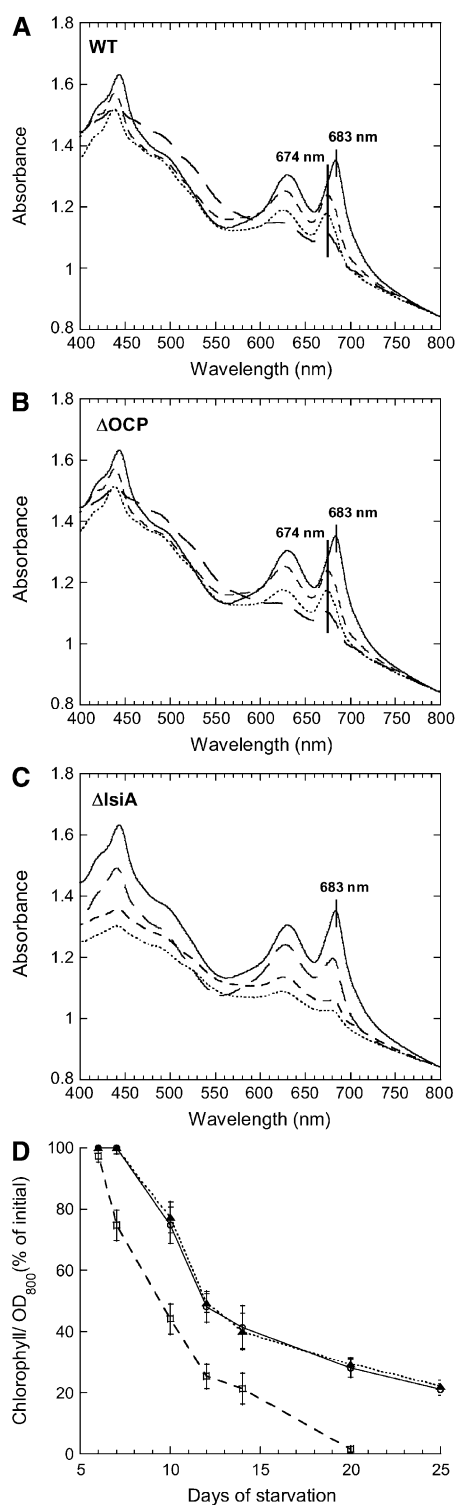 A
WT
1.8
1.6
1.4
1.2
1
0.8
Absorbance
674 nm
683 nm
400 450 500 550 600 650 700 750 800
Wavelength (nm)
B
ΔOCP
1.8
1.6
1.4
1.2
1
0.8
Absorbance
674 nm
683 nm
400 450 500 550 600 650 700 750 800
Wavelength (nm)
C
ΔIsiA
1.8
1.6
1.4
1.2
1
0.8
Absorbance
683 nm
400 450 500 550 600 650 700 750 800
Wavelength (nm)
D
100
80
60
40
20
0
Chlorophyll/ OD800(% of initial)
5 10 15 20 25
Days of starvation